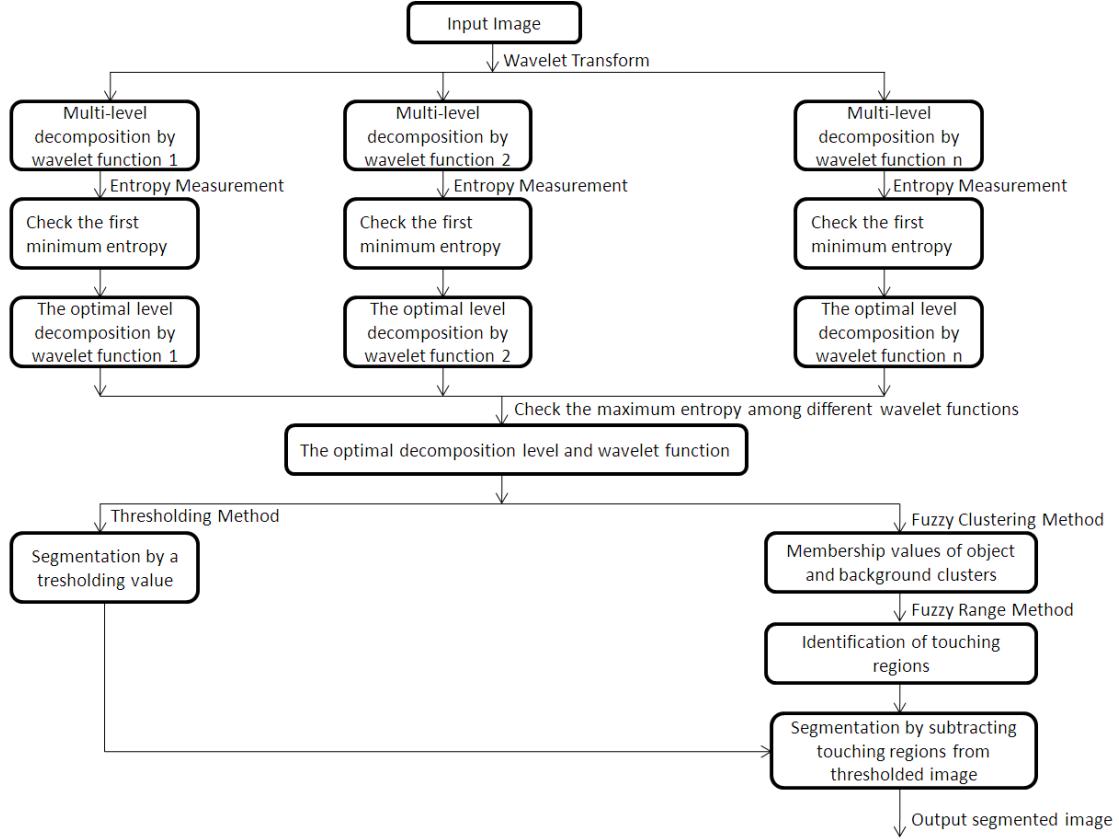 Input Image
Wavelet Transform
Multi-level
decomposition by
wavelet function 1
Multi-level
decomposition by
wavelet function 2
Multi-level
decomposition by
wavelet function n
Entropy Measurement
Entropy Measurement
Entropy Measurement
Check the first
minimum entropy
Check the first
minimum entropy
Check the first
minimum entropy
The optimal level
decomposition by
wavelet function 1
The optimal level
decomposition by
wavelet function 2
The optimal level
decomposition by
wavelet function n
Check the maximum entropy among different wavelet functions
The optimal decomposition level and wavelet function
Thresholding Method
Fuzzy Clustering Method
Segmentation by a
tresholding value
Membership values of object
and background clusters
Fuzzy Range Method
Identification of touching
regions
Segmentation by subtracting
touching regions from
thresholded image
Output segmented image